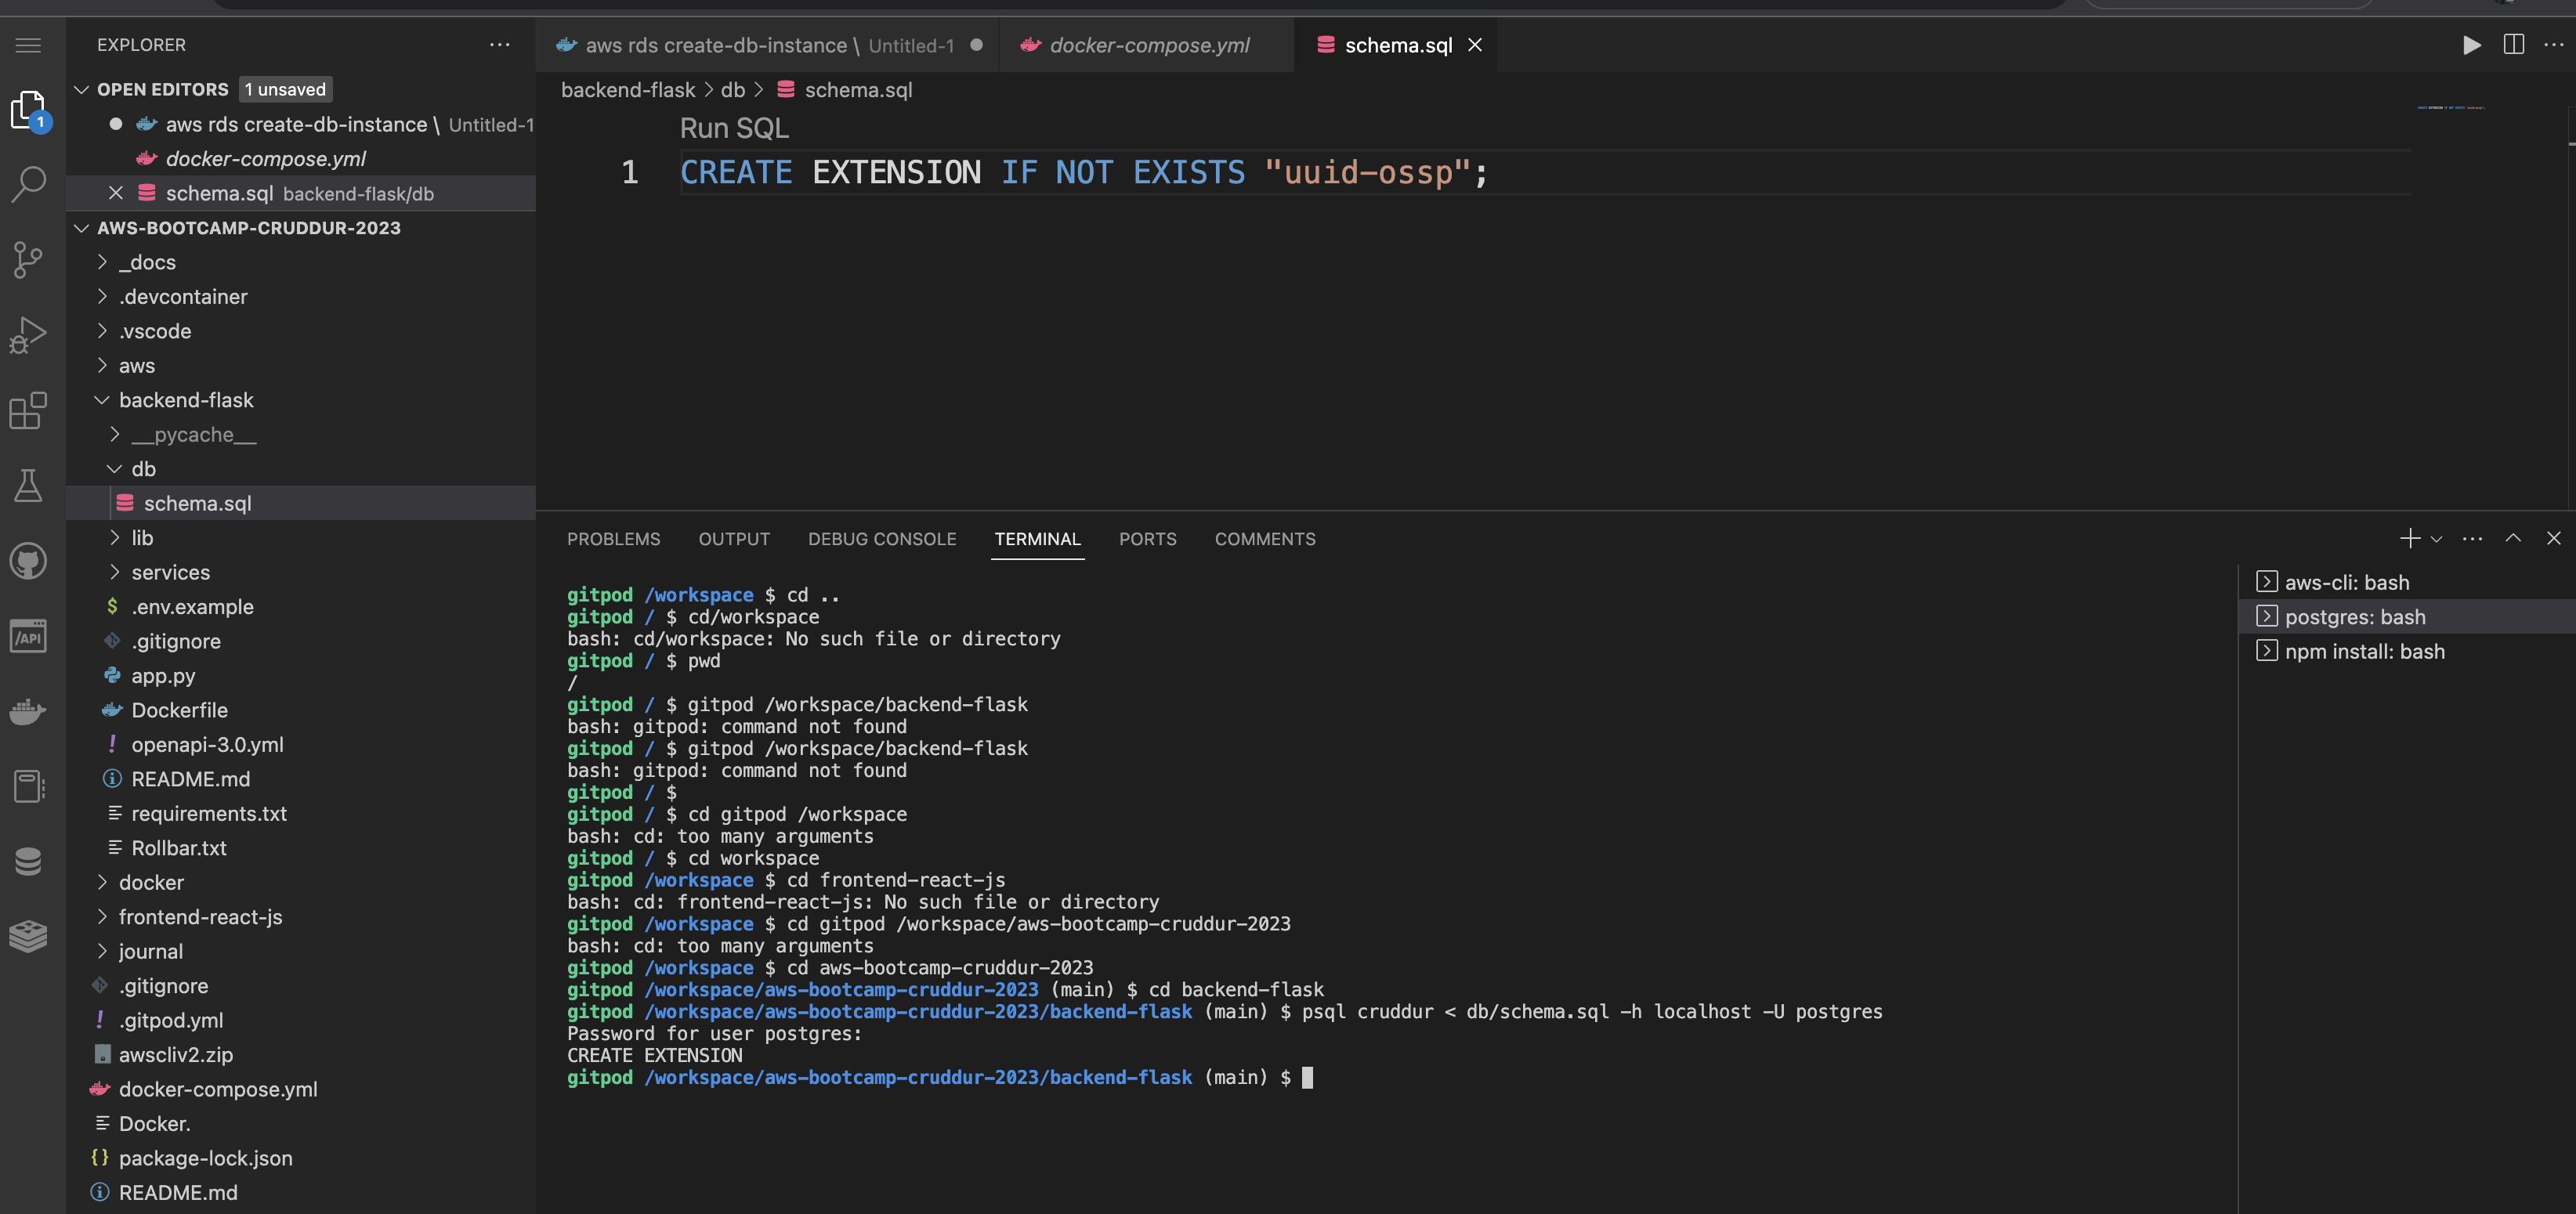 EXPLORER
OPEN EDITORS 1 unsaved
aws rds create-db-instance \ Untitled-1
docker-compose.yml
schema.sql backend-flask/db
AWS-BOOTCAMP-CRUDDUR-2023
_docs
.devcontainer
.vscode
aws
backend-flask
__pycache__
db
schema.sql
lib
services
.env.example
.gitignore
app.py
Dockerfile
openapi-3.0.yml
README.md
requirements.txt
Rollbar.txt
docker
frontend-react-js
journal
.gitignore
.gitpod.yml
awscliv2.zip
docker-compose.yml
Docker.
package-lock.json
README.md
1
/API
aws rds create-db-instance \ Untitled-1
docker-compose.yml
schema.sql
backend-flask > db > schema.sql
Run SQL
1 CREATE EXTENSION IF NOT EXISTS "uuid-ossp";
PROBLEMS OUTPUT DEBUG CONSOLE TERMINAL PORTS COMMENTS
gitpod /workspace $ cd ..
gitpod / $ cd/workspace
bash: cd/workspace: No such file or directory
gitpod / $ pwd
/
gitpod / $ gitpod /workspace/backend-flask
bash: gitpod: command not found
gitpod / $ gitpod /workspace/backend-flask
bash: gitpod: command not found
gitpod / $
gitpod / $ cd gitpod /workspace
bash: cd: too many arguments
gitpod / $ cd workspace
gitpod /workspace $ cd frontend-react-js
bash: cd: frontend-react-js: No such file or directory
gitpod /workspace $ cd gitpod /workspace/aws-bootcamp-cruddur-2023
bash: cd: too many arguments
gitpod /workspace $ cd aws-bootcamp-cruddur-2023
gitpod /workspace/aws-bootcamp-cruddur-2023 (main) $ cd backend-flask
gitpod /workspace/aws-bootcamp-cruddur-2023/backend-flask (main) $ psql cruddur < db/schema.sql -h localhost -U postgres
Password for user postgres:
CREATE EXTENSION
gitpod /workspace/aws-bootcamp-cruddur-2023/backend-flask (main) $
aws-cli: bash
postgres: bash
npm install: bash